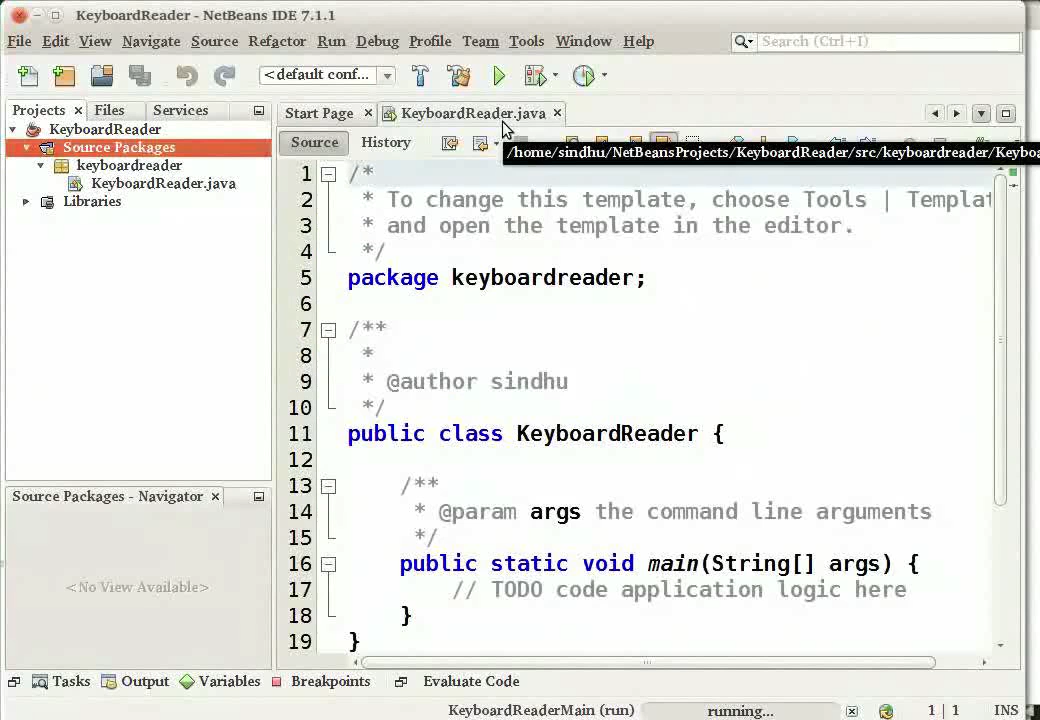 KeyboardReader - NetBeans IDE 7.1.1
File Edit View Navigate Source Refactor Run Debug Profile Team Tools Window Help
Search (Ctrl+I)
<default conf...
Projects Files Services
KeyboardReader
Source Packages
keyboardreader
KeyboardReader.java
Libraries
Source Packages - Navigator
<No View Available>
Start Page KeyboardReader.java
Source History
/home/sindhu/NetBeansProjects/KeyboardReader/src/keyboardreader/Keybo
1 /*
2 * To change this template, choose Tools | Templat
3 * and open the template in the editor.
4 */
5 package keyboardreader;
6
7 /**
8 *
9 * @author sindhu
10 */
11 public class KeyboardReader {
12
13 /**
14 * @param args the command line arguments
15 */
16 public static void main(String[] args) {
17 // TODO code application logic here
18 }
19 }
Tasks Output Variables Breakpoints Evaluate Code
KeyboardReaderMain (run) running... 1 | 1 INS